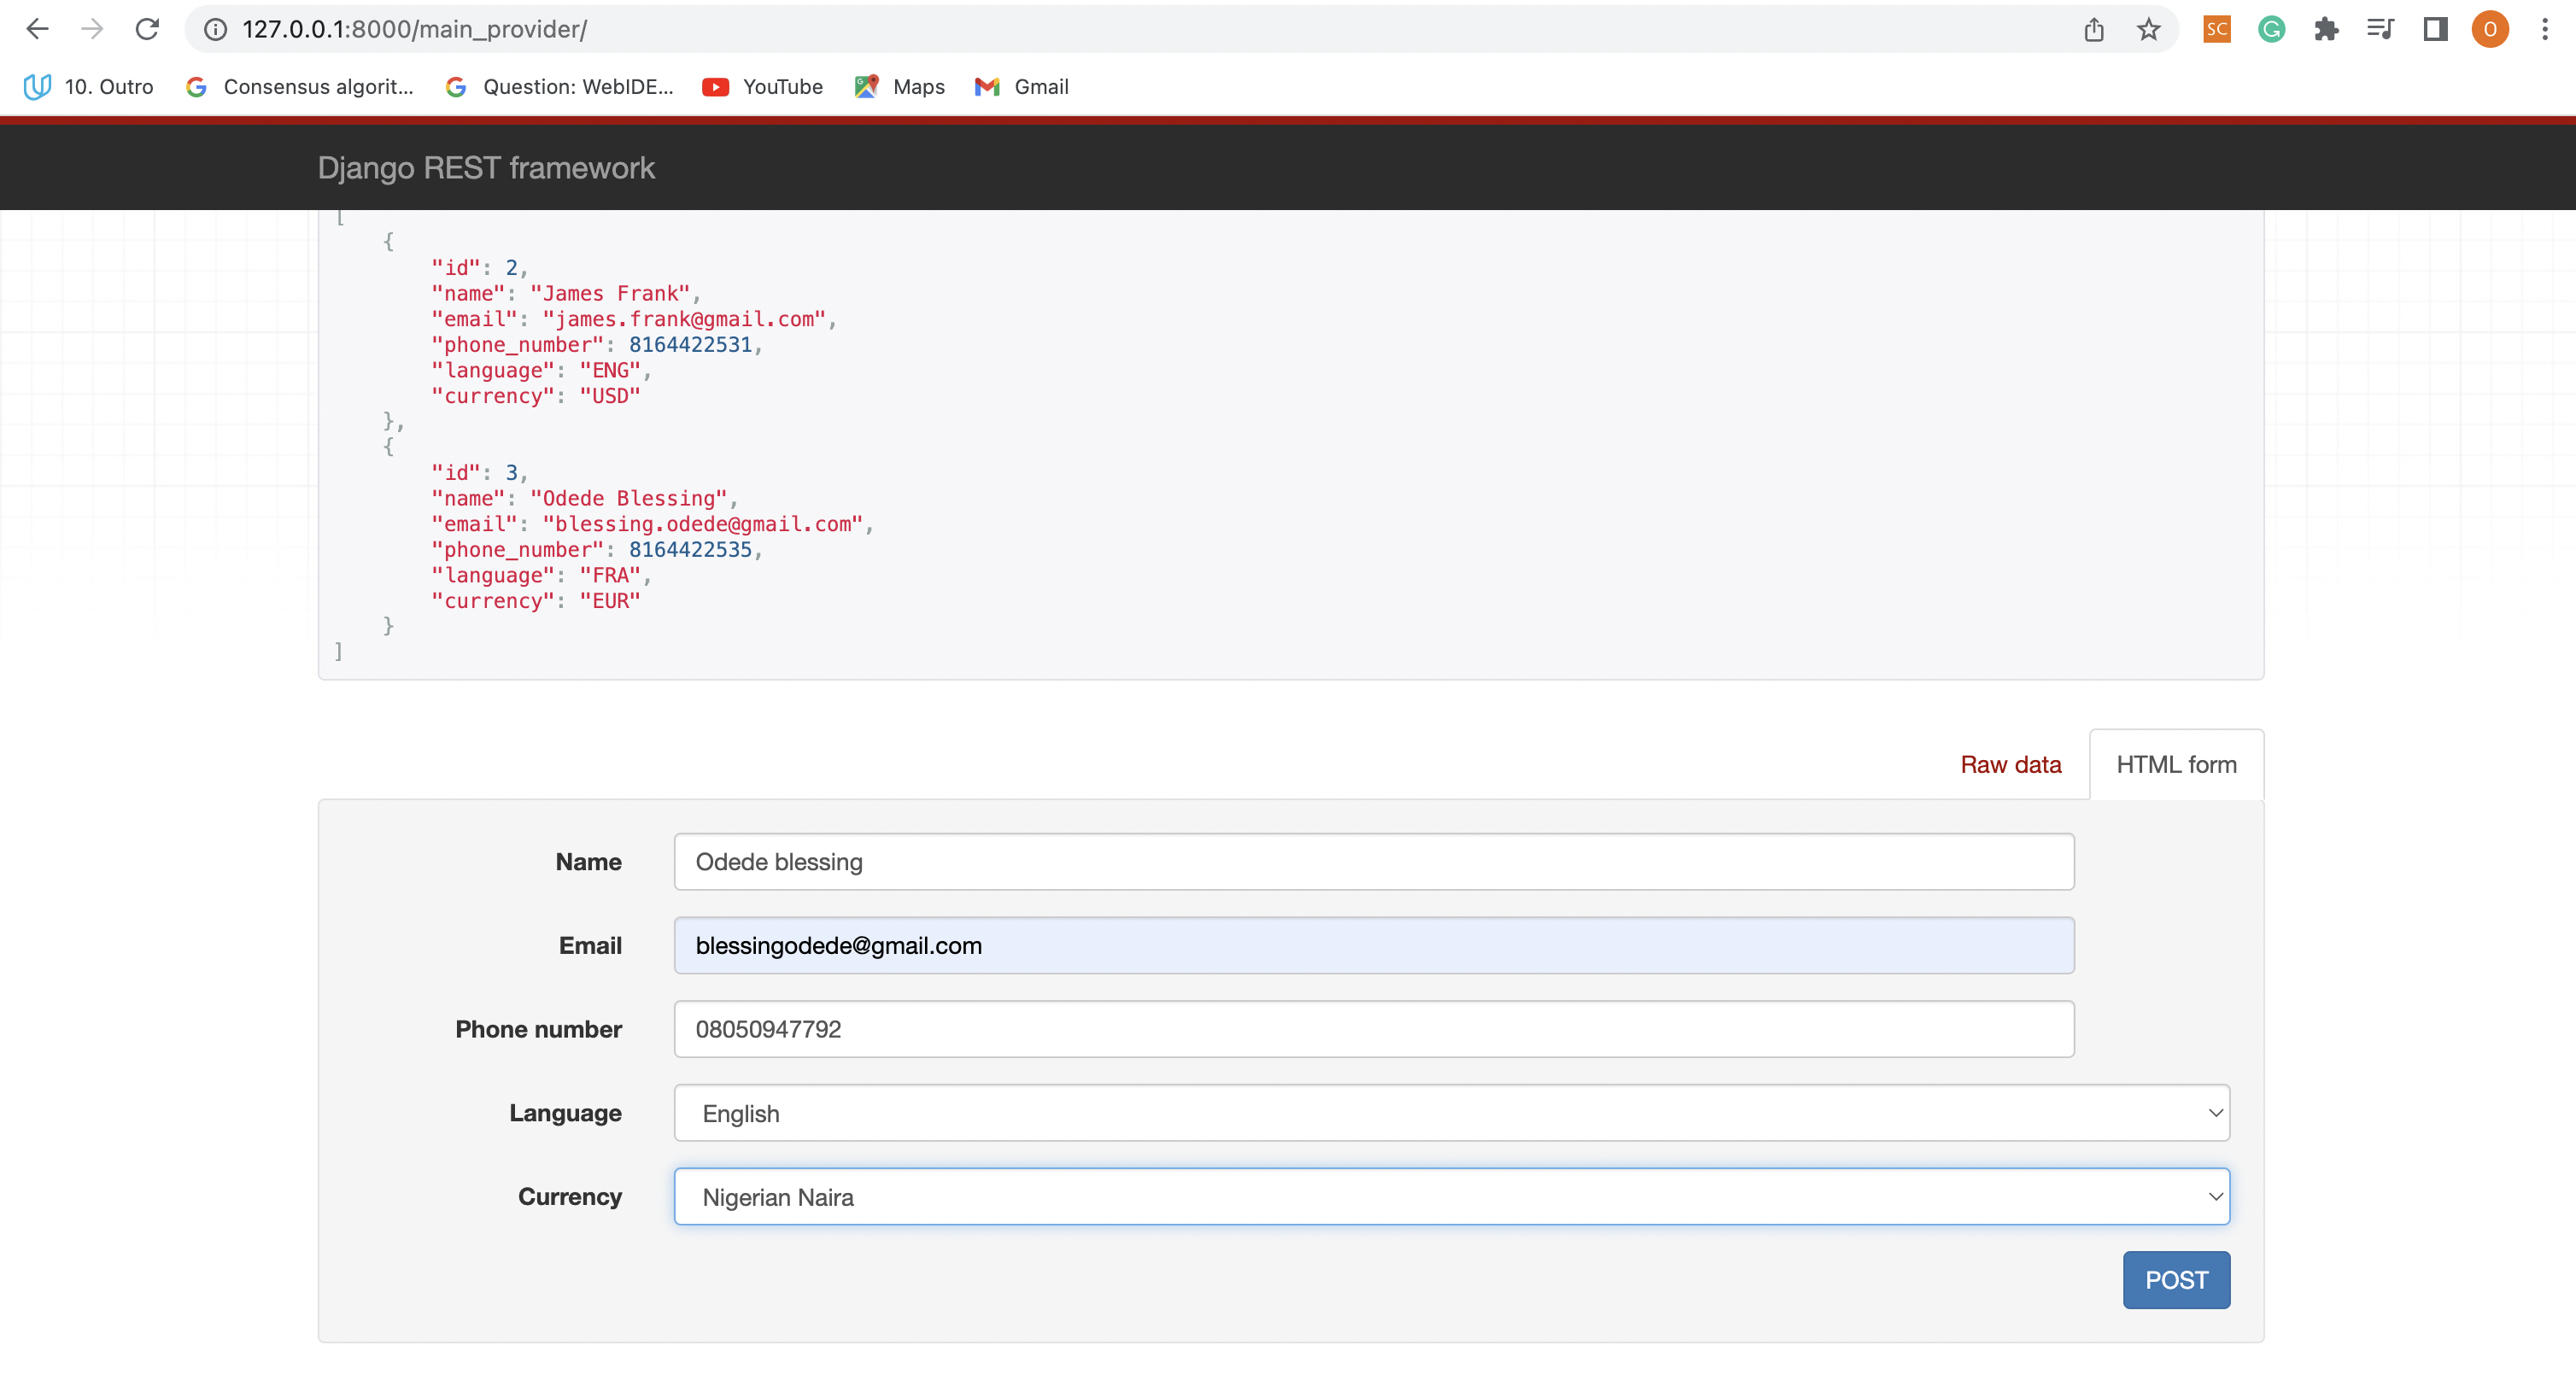 127.0.0.1:8000/main_provider/
SC
G
O
10. Outro
Consensus algorit...
Question: WebIDE...
YouTube
Maps
Gmail
Django REST framework
[
{
"id": 2,
"name": "James Frank",
"email": "james.frank@gmail.com",
"phone_number": 8164422531,
"language": "ENG",
"currency": "USD"
},
{
"id": 3,
"name": "Odede Blessing",
"email": "blessing.odede@gmail.com",
"phone_number": 8164422535,
"language": "FRA",
"currency": "EUR"
}
]
Raw data
HTML form
Name
Odede blessing
Email
blessingodede@gmail.com
Phone number
08050947792
Language
English
Currency
Nigerian Naira
POST